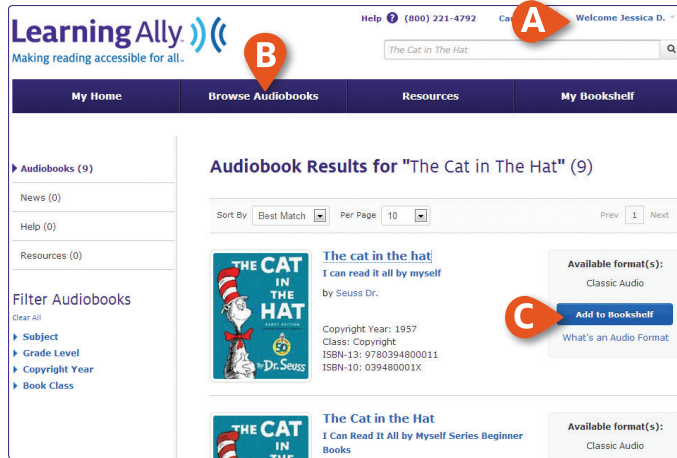 Help ? (800) 221-4792 Ca A Welcome Jessica D.
Learning Ally™
Making reading accessible for all™
The Cat in The Hat
B
My Home Browse Audiobooks Resources My Bookshelf
Audiobooks (9)
News (0)
Help (0)
Resources (0)
Filter Audiobooks
Clear All
Subject
Grade Level
Copyright Year
Book Class
Audiobook Results for "The Cat in The Hat" (9)
Sort By Best Match Per Page 10 Prev 1 Next
THE CAT
IN
THE
HAT
Dr. Seuss
The cat in the hat
I can read it all by myself
by Seuss Dr.
Copyright Year: 1957
Class: Copyright
ISBN-13: 9780394800011
ISBN-10: 039480001X
Available format(s):
Classic Audio
C
Add to Bookshelf
What's an Audio Format
THE CAT
IN
THE
The Cat in the Hat
I Can Read It All by Myself Series Beginner
Books
Available format(s):
Classic Audio